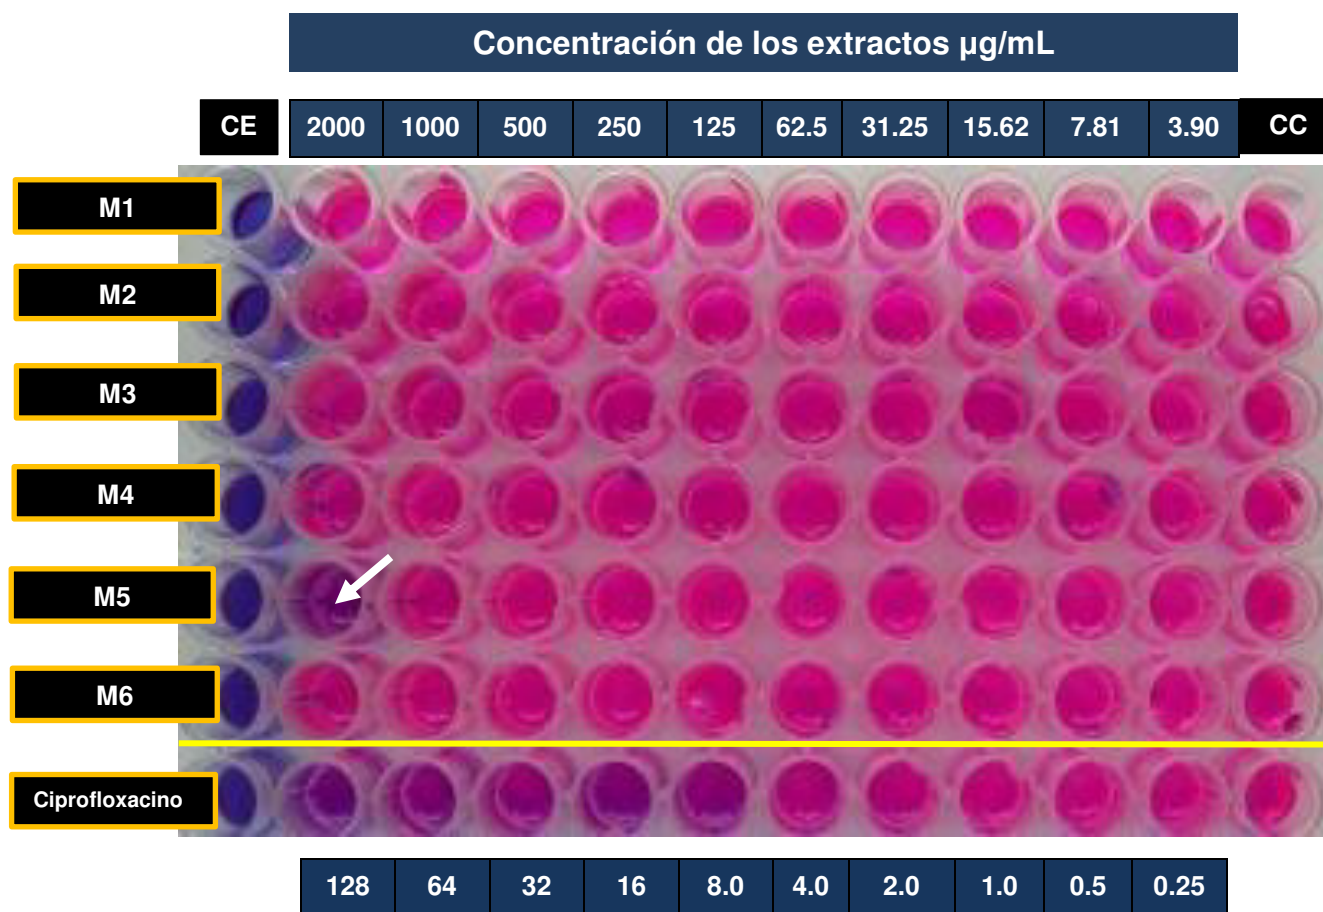 Concentración de los extractos µg/mL
CE 2000 1000 500 250 125 62.5 31.25 15.62 7.81 3.90 CC
M1
M2
M3
M4
M5
M6
Ciprofloxacino
128 64 32 16 8.0 4.0 2.0 1.0 0.5 0.25